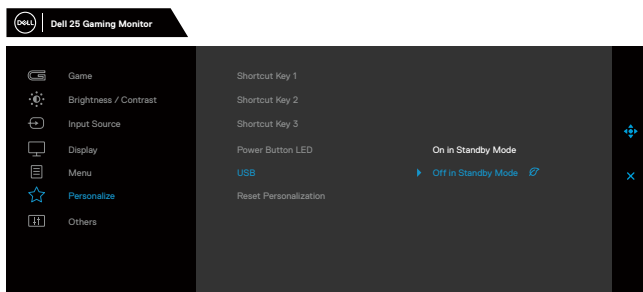 DELL
Dell 25 Gaming Monitor
Game
Shortcut Key 1
Brightness / Contrast
Shortcut Key 2
Input Source
Shortcut Key 3
Display
Power Button LED
On in Standby Mode
Menu
USB
Off in Standby Mode
Personalize
Reset Personalization
Others